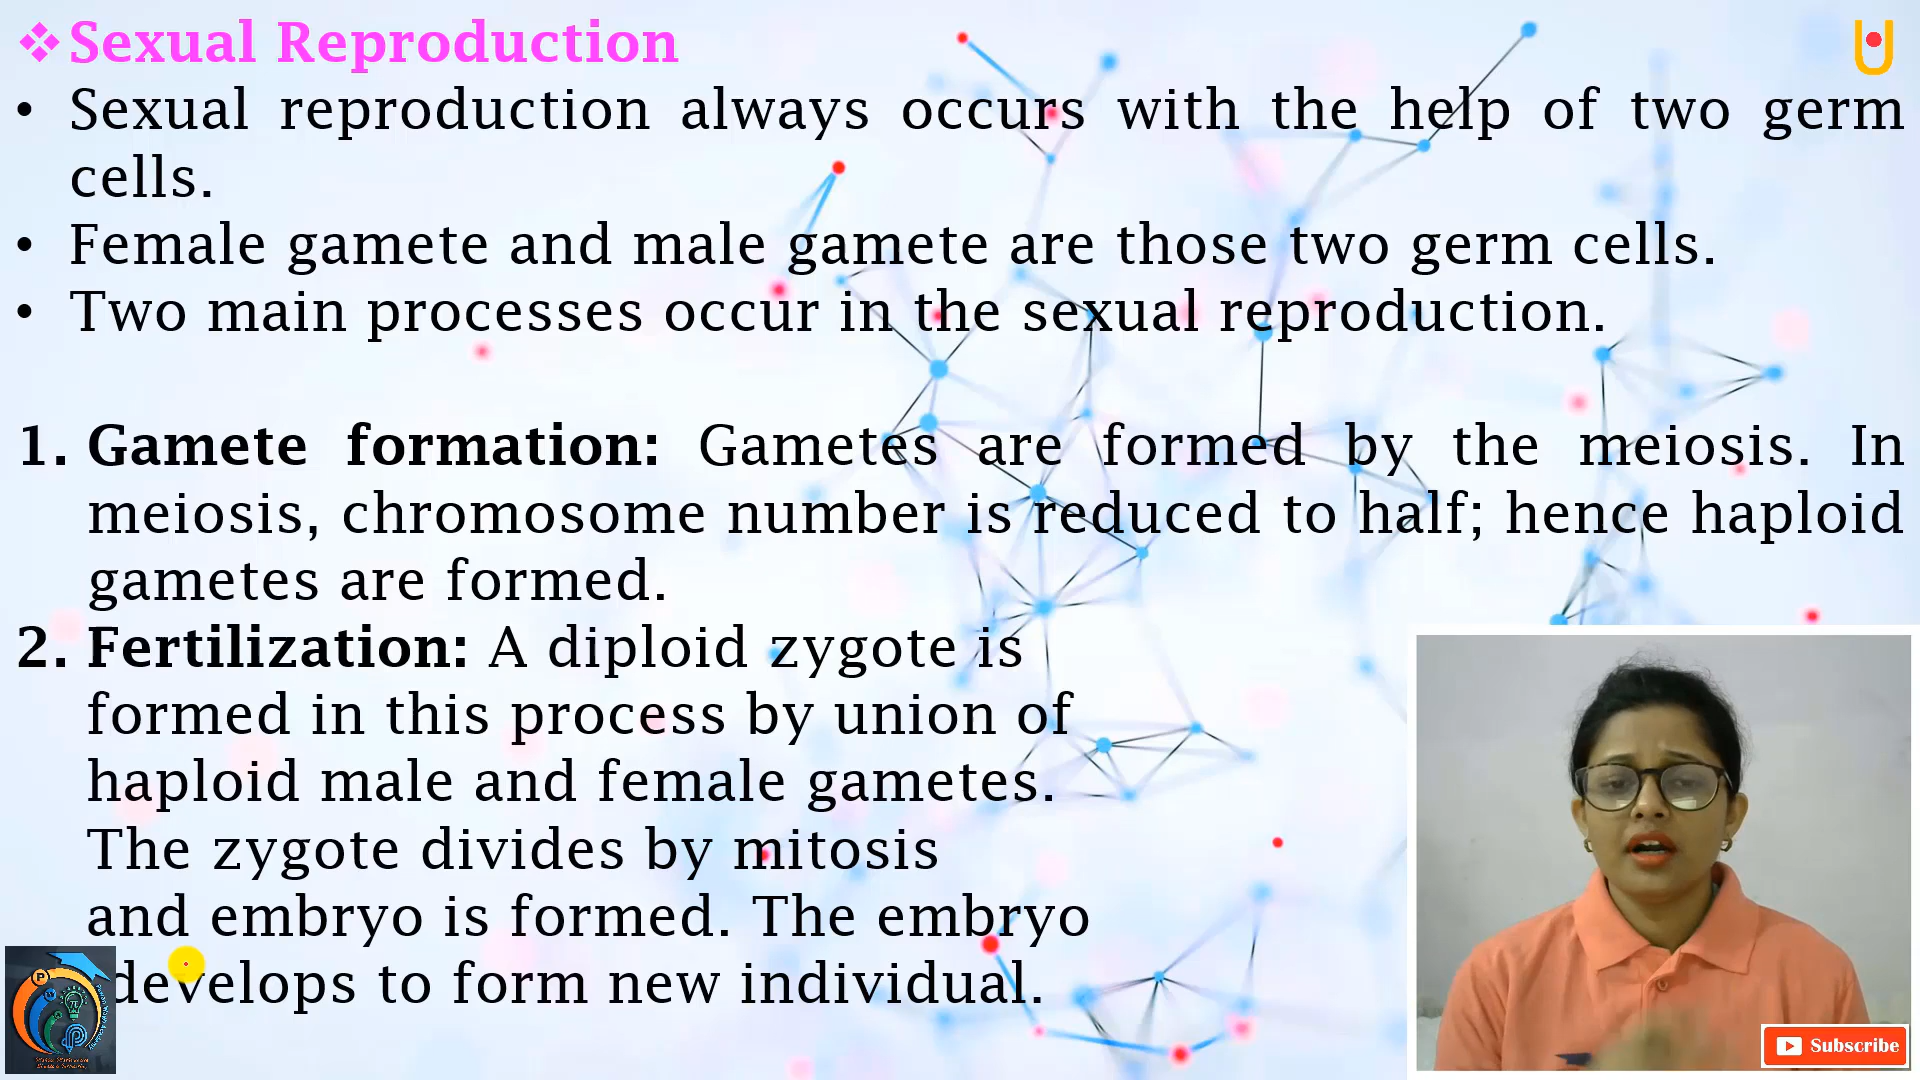 ❖ Sexual Reproduction
• Sexual reproduction always occurs with the help of two germ
cells.
• Female gamete and male gamete are those two germ cells.
• Two main processes occur in the sexual reproduction.
1. Gamete formation: Gametes are formed by the meiosis. In
meiosis, chromosome number is reduced to half; hence haploid
gametes are formed.
2. Fertilization: A diploid zygote is
formed in this process by union of
haploid male and female gametes.
The zygote divides by mitosis
and embryo is formed. The embryo
develops to form new individual.
Subscribe